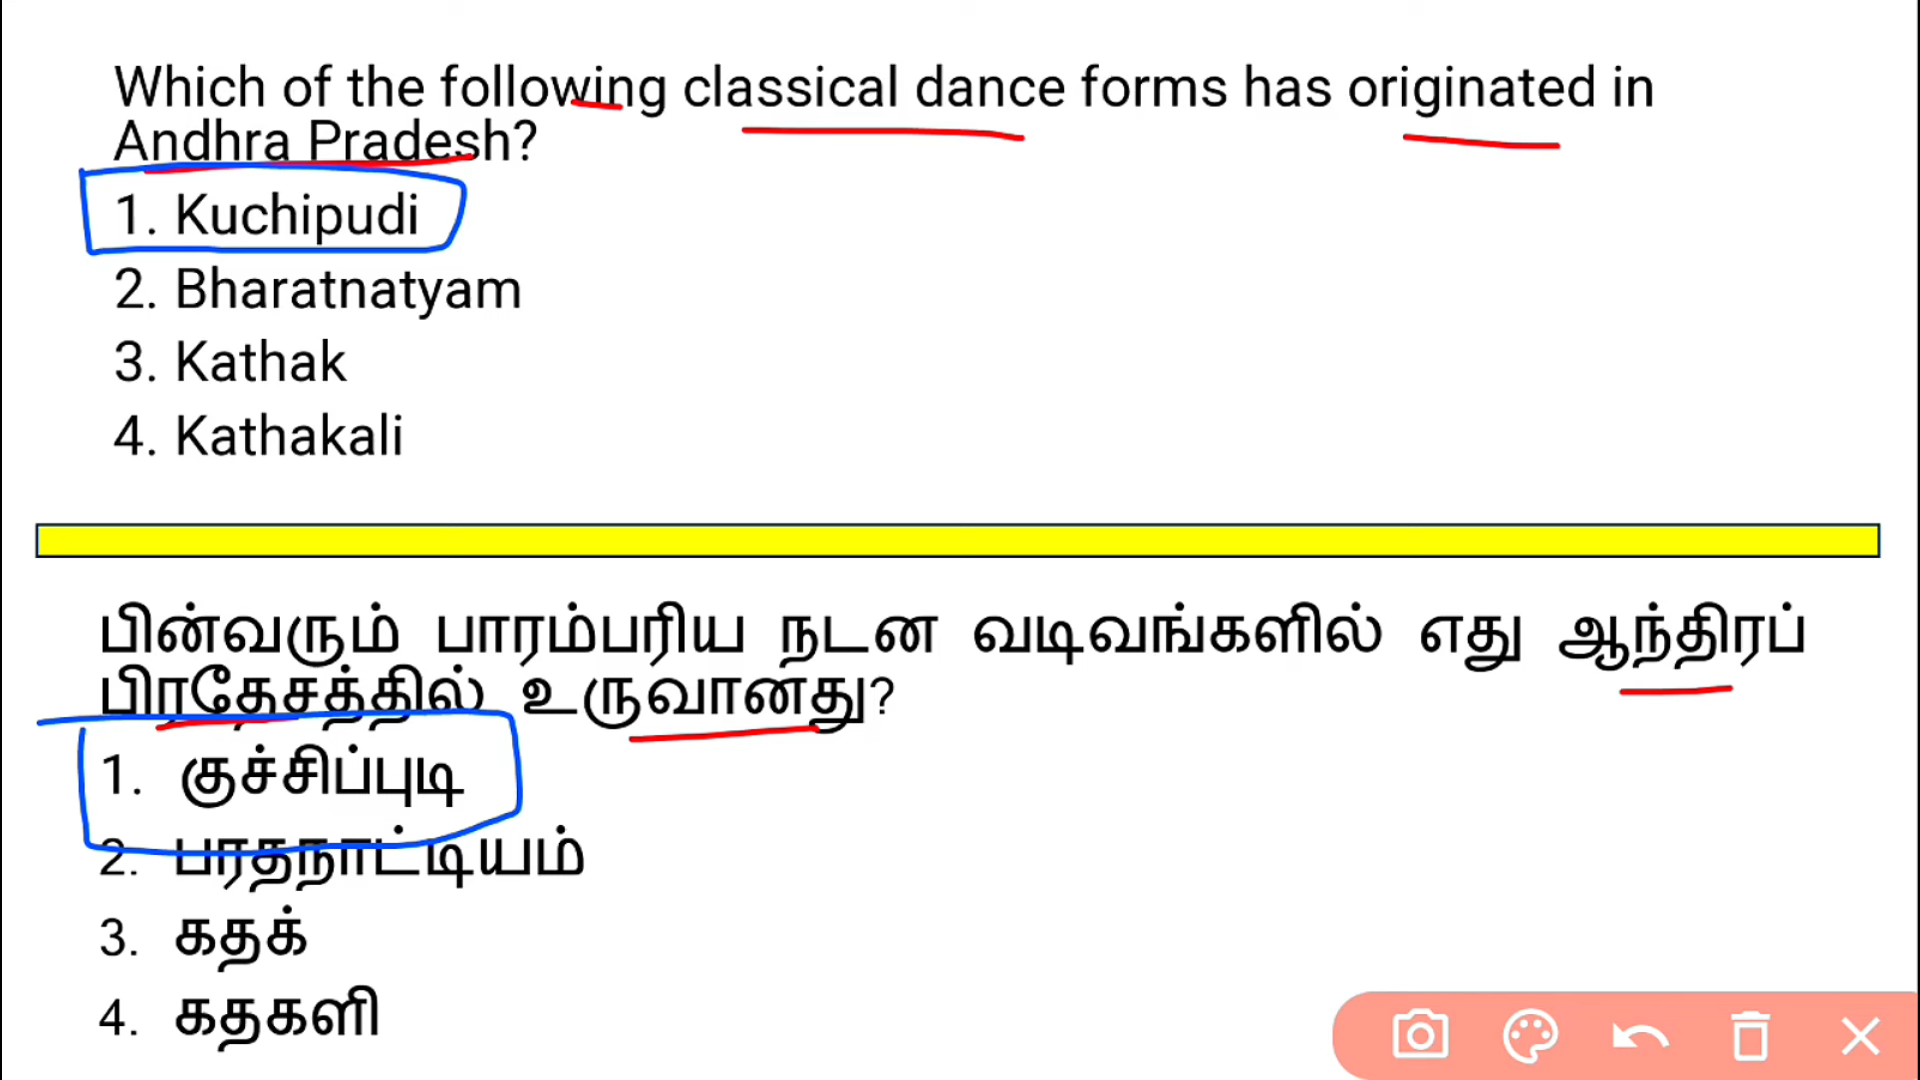 Which of the following classical dance forms has originated in
Andhra Pradesh?
1. Kuchipudi
2. Bharatnatyam
3. Kathak
4. Kathakali
பின்வரும் பாரம்பரிய நடன வடிவங்களில் எது ஆந்திரப்
பிரதேசத்தில் உருவானது?
1. குச்சிப்புடி
2. பரதநாட்டியம்
3. கதக்
4. கதகளி